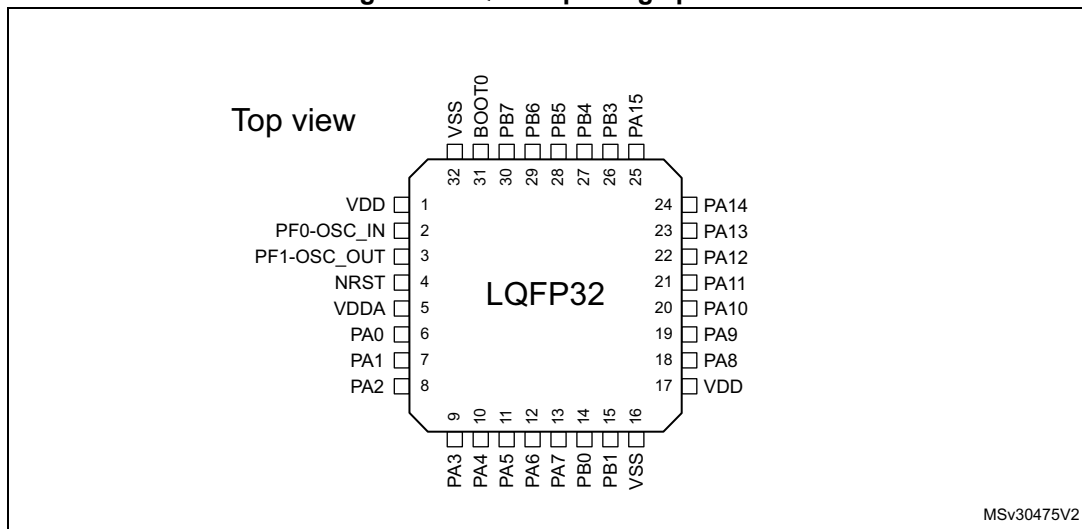 Top view
VSS
BOOT0
PB7
PB6
PB5
PB4
PB3
PA15
32 31 30 29 28 27 26 25
VDD 1
PF0-OSC_IN 2
PF1-OSC_OUT 3
NRST 4
VDDA 5
PA0 6
PA1 7
PA2 8
LQFP32
24 PA14
23 PA13
22 PA12
21 PA11
20 PA10
19 PA9
18 PA8
17 VDD
9 10 11 12 13 14 15 16
PA3
PA4
PA5
PA6
PA7
PB0
PB1
VSS
MSv30475V2